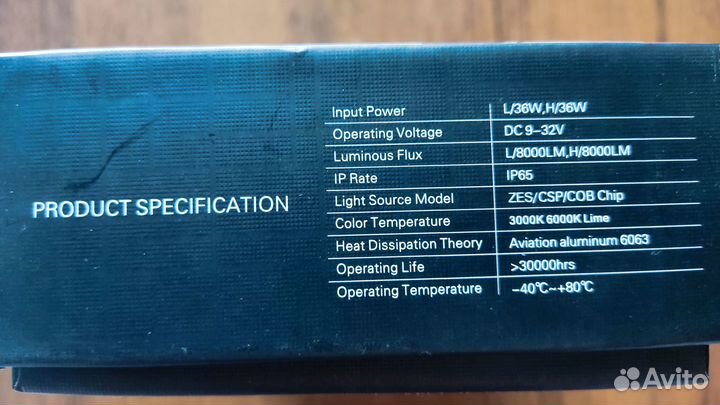 PRODUCT SPECIFICATION
Input Power L/36W,H/36W
Operating Voltage DC 9–32V
Luminous Flux L/8000LM,H/8000LM
IP Rate IP65
Light Source Model ZES/CSP/COB Chip
Color Temperature 3000K 6000K Lime
Heat Dissipation Theory Aviation aluminum 6063
Operating Life >30000hrs
Operating Temperature –40℃~+80℃
Avito